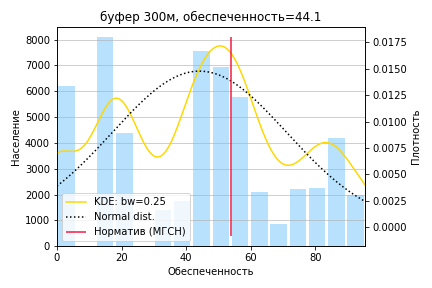 буфер 300м, обеспеченность=44.1
Население
8000
7000
6000
5000
4000
3000
2000
1000
0
0.0175
0.0150
0.0125
0.0100
0.0075
0.0050
0.0025
0.0000
Плотность
KDE: bw=0.25
Normal dist.
Норматив (МГСН)
0 20 40 60 80
Обеспеченность